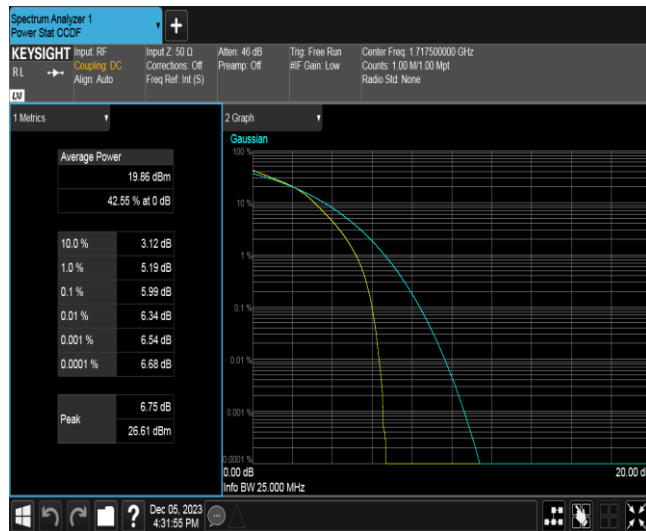 Spectrum Analyzer 1
Power Stat CCDF
+
KEYSIGHT
RL
LXI
Input: RF
Coupling: DC
Align: Auto
Input Z: 50 Ω
Corrections: Off
Freq Ref: Int (S)
Atten: 46 dB
Preamp: Off
Trig: Free Run
#IF Gain: Low
Center Freq: 1.717500000 GHz
Counts: 1.00 M/1.00 Mpt
Radio Std: None
1 Metrics
Average Power
19.86 dBm
42.55 % at 0 dB
10.0 % 3.12 dB
1.0 % 5.19 dB
0.1 % 5.99 dB
0.01 % 6.34 dB
0.001 % 6.54 dB
0.0001 % 6.68 dB
Peak
6.75 dB
26.61 dBm
2 Graph
Gaussian
100 %
10 %
1 %
0.1 %
0.01 %
0.001 %
0.0001 %
0.00 dB
20.00 d
Info BW 25.000 MHz
?
Dec 05, 2023
4:31:55 PM